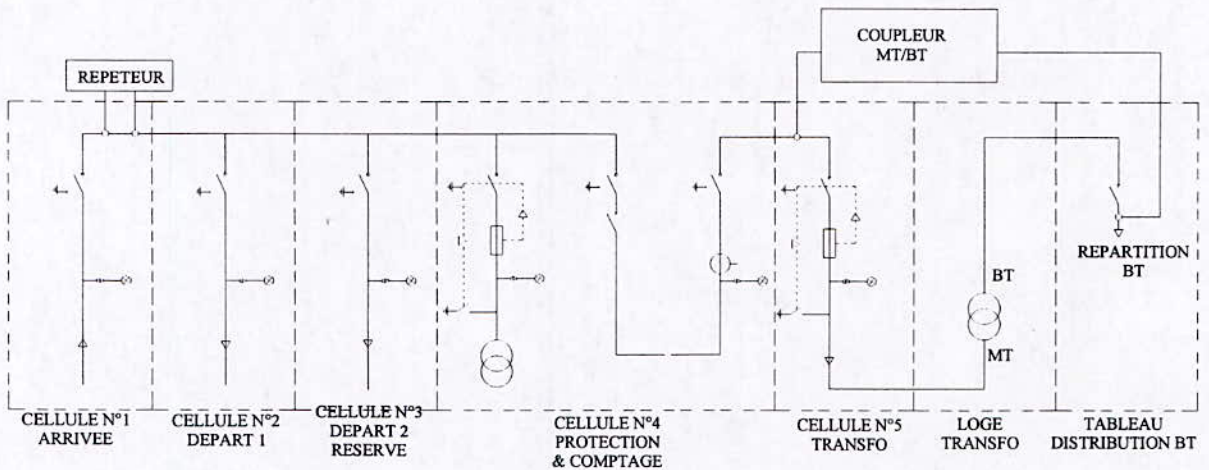 COUPLEUR
MT/BT
REPETEUR
REPARTITION
BT
BT
MT
CELLULE N°1
ARRIVEE
CELLULE N°2
DEPART 1
CELLULE N°3
DEPART 2
RESERVE
CELLULE N°4
PROTECTION
& COMPTAGE
CELLULE N°5
TRANSFO
LOGE
TRANSFO
TABLEAU
DISTRIBUTION BT